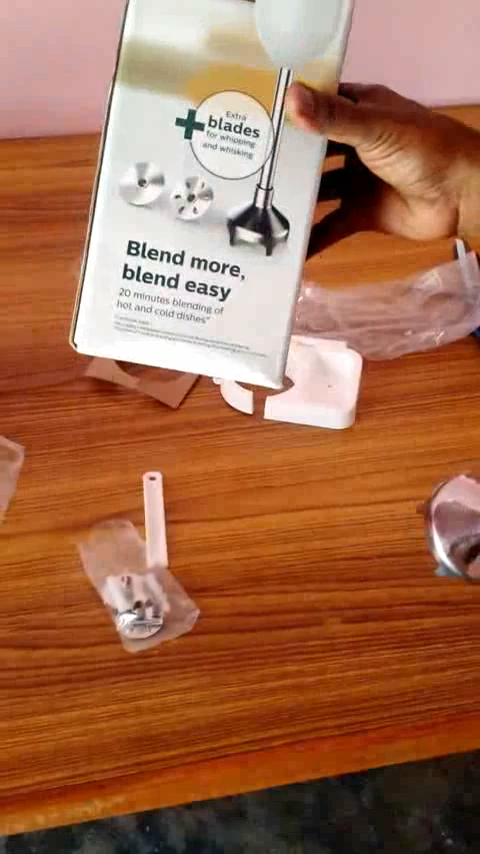 Extra
blades
for whipping
and whisking
Blend more,
blend easy
20 minutes blending of
hot and cold dishes*